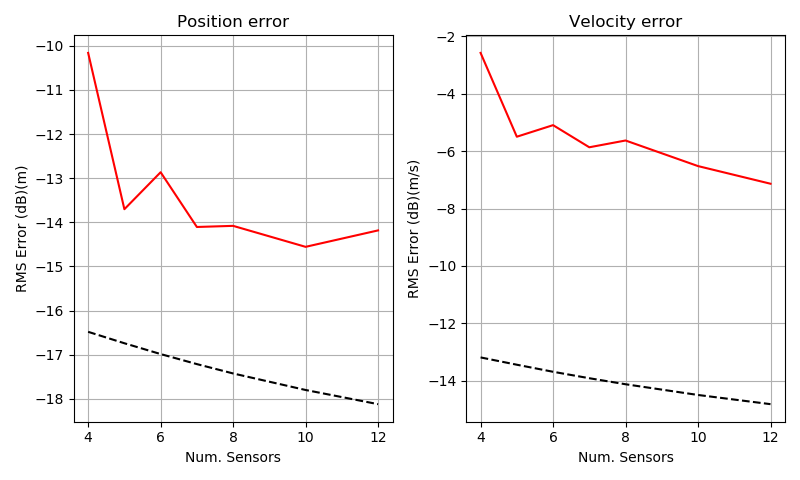 Position error
Velocity error
RMS Error (dB)(m)
−10
−11
−12
−13
−14
−15
−16
−17
−18
4 6 8 10 12
Num. Sensors
RMS Error (dB)(m/s)
−2
−4
−6
−8
−10
−12
−14
4 6 8 10 12
Num. Sensors